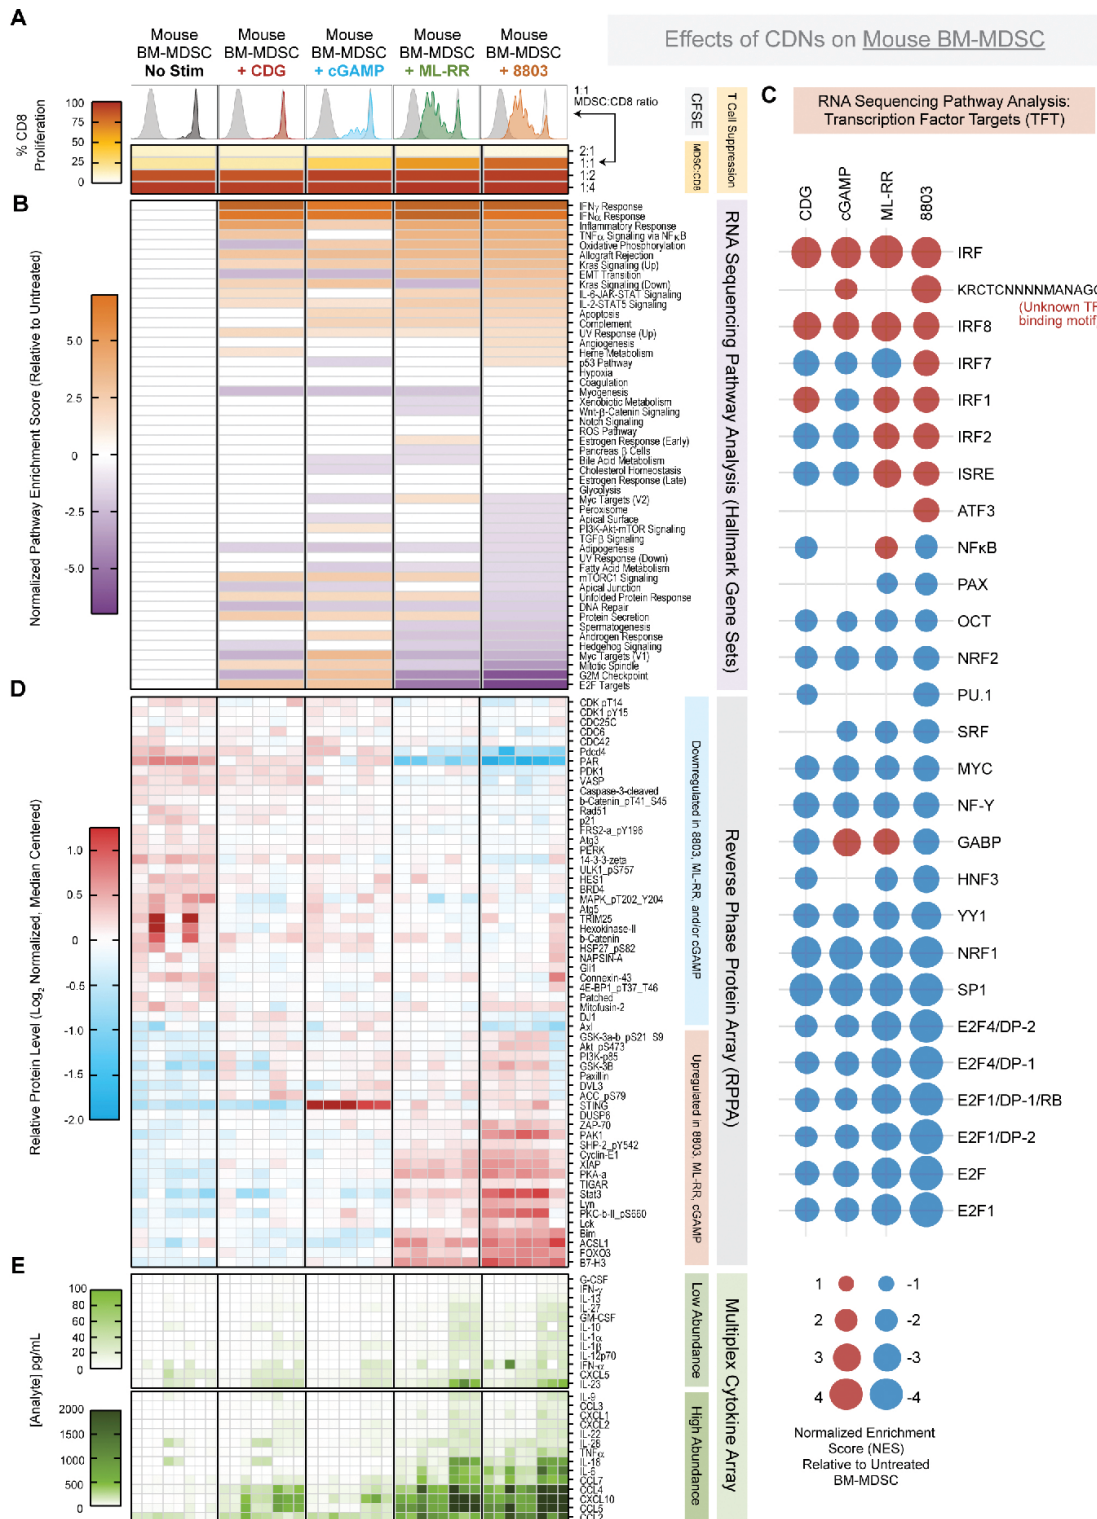 A
Mouse
BM-MDSC
No Stim
Mouse
BM-MDSC
+ CDG
Mouse
BM-MDSC
+ cGAMP
Mouse
BM-MDSC
+ ML-RR
Mouse
BM-MDSC
+ 8803
Effects of CDNs on Mouse BM-MDSC
% CD8
Proliferation
100
75
50
25
0
1:1
MDSC:CD8 ratio
2:1
1:1
1:2
1:4
CFSE
MDSC:CD8
T Cell Suppression
B
Normalized Pathway Enrichment Score (Relative to Untreated)
5.0
2.5
0
-2.5
-5.0
IFNγ Response
IFNα Response
Inflammatory Response
TNFα Signaling via NFκB
Oxidative Phosphorylation
Allograft Rejection
Kras Signaling (Up)
EMT Transition
Kras Signaling (Down)
IL-6-JAK-STAT Signaling
IL-2-STAT5 Signaling
Apoptosis
Complement
UV Response (Up)
Angiogenesis
Heme Metabolism
p53 Pathway
Hypoxia
Coagulation
Myogenesis
Xenobiotic Metabolism
Wnt-β-Catenin Signaling
Notch Signaling
ROS Pathway
Estrogen Response (Early)
Pancreas β Cells
Bile Acid Metabolism
Cholesterol Homeostasis
Estrogen Response (Late)
Glycolysis
Myc Targets (V2)
Peroxisome
Apical Surface
PI3K-Akt-mTOR Signaling
TGFβ Signaling
Adipogenesis
UV Response (Down)
Fatty Acid Metabolism
mTORC1 Signaling
Apical Junction
Unfolded Protein Response
DNA Repair
Protein Secretion
Spermatogenesis
Androgen Response
Hedgehog Signaling
Myc Targets (V1)
Mitotic Spindle
G2M Checkpoint
E2F Targets
RNA Sequencing Pathway Analysis (Hallmark Gene Sets)
C
RNA Sequencing Pathway Analysis:
Transcription Factor Targets (TFT)
CDG
cGAMP
ML-RR
8803
IRF
KRCTCNNNNMANAGC
(Unknown TF
binding motif
IRF8
IRF7
IRF1
IRF2
ISRE
ATF3
NFκB
PAX
OCT
NRF2
PU.1
SRF
MYC
NF-Y
GABP
HNF3
YY1
NRF1
SP1
E2F4/DP-2
E2F4/DP-1
E2F1/DP-1/RB
E2F1/DP-2
E2F
E2F1
1 -1
2 -2
3 -3
4 -4
Normalized Enrichment
Score (NES)
Relative to Untreated
BM-MDSC
D
Relative Protein Level (Log2 Normalized, Median Centered)
1.0
0.5
0
-0.5
-1.0
-1.5
-2.0
CDK pT14
CDK1 pY15
CDC25C
CDC6
CDC42
Pdcd4
PAR
PDK1
VASP
Caspase-3-cleaved
b-Catenin_pT41_S45
Rad51
p21
FRS2-a_pY196
Atg3
PERK
14-3-3-zeta
ULK1_pS757
HES1
BRD4
MAPK_pT202_Y204
Atg5
TRIM25
Hexokinase-II
b-Catenin
HSP27_pS82
NAPSIN-A
Gli1
Connexin-43
4E-BP1_pT37_T46
Patched
Mitofusin-2
DJ1
Axl
GSK-3a-b_pS21_S9
Akt_pS473
PI3K-p85
GSK-3B
Paxillin
DVL3
ACC_pS79
STING
DUSP6
ZAP-70
PAK1
SHP-2_pY542
Cyclin-E1
XIAP
PKA-a
TIGAR
Stat3
Lyn
PKC-b-II_pS660
Lck
Bim
ACSL1
FOXO3
B7-H3
Downregulated in 8803, ML-RR, and/or cGAMP
Upregulated in 8803, ML-RR, cGAMP
Reverse Phase Protein Array (RPPA)
E
[Analyte] pg/mL
100
80
60
40
20
0
2000
1500
1000
500
0
G-CSF
IFN-γ
IL-13
IL-27
GM-CSF
IL-10
IL-1α
IL-1β
IL-12p70
IFN-α
CXCL5
IL-23
IL-9
CCL3
CXCL1
CXCL2
IL-22
IL-28
TNFα
IL-18
IL-6
CCL7
CCL4
CXCL10
CCL5
CCL2
Low Abundance
High Abundance
Multiplex Cytokine Array